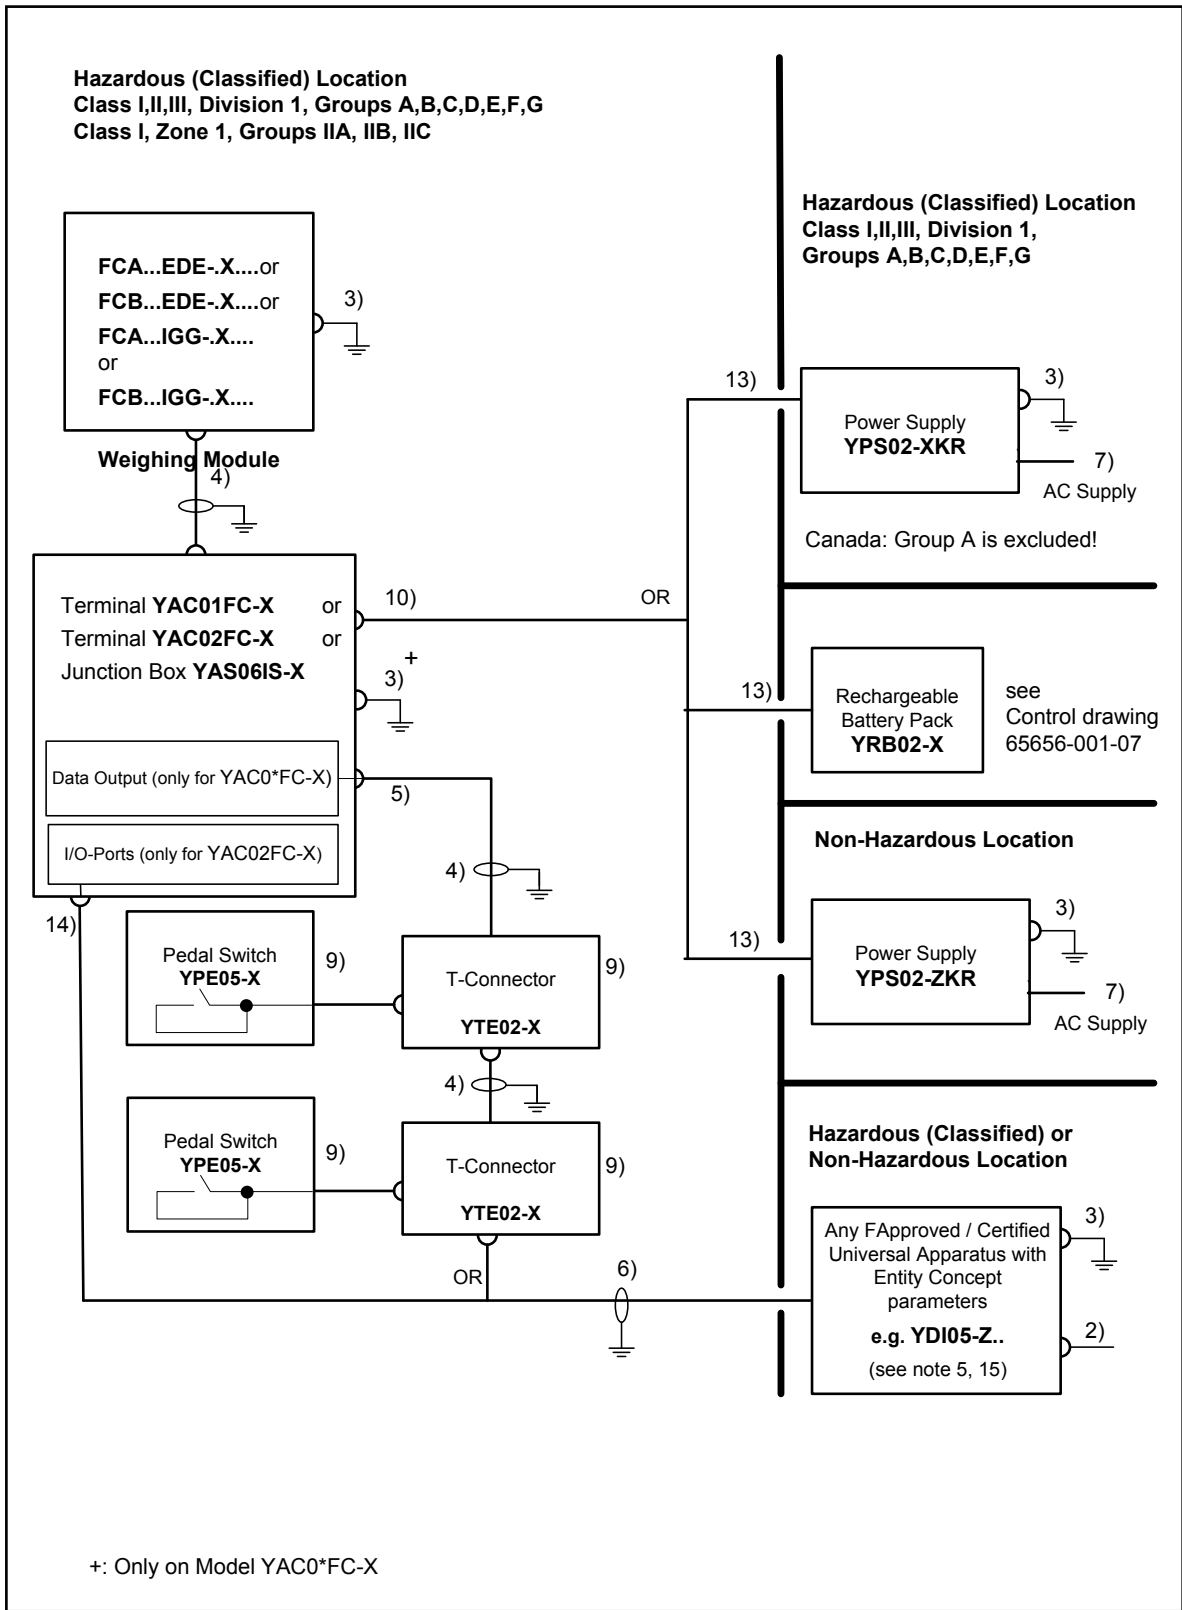 Hazardous (Classified) Location
Class I,II,III, Division 1, Groups A,B,C,D,E,F,G
Class I, Zone 1, Groups IIA, IIB, IIC
Hazardous (Classified) Location
Class I,II,III, Division 1,
Groups A,B,C,D,E,F,G
FCA...EDE-.X....or
FCB...EDE-.X....or
FCA...IGG-.X....
or
FCB...IGG-.X....
3)
Weighing Module
4)
13)
Power Supply
YPS02-XKR
3)
7)
AC Supply
Canada: Group A is excluded!
Terminal YAC01FC-X or
Terminal YAC02FC-X or
Junction Box YAS06IS-X
10)
OR
+
3)
13)
Rechargeable
Battery Pack
YRB02-X
see
Control drawing
65656-001-07
Data Output (only for YAC0*FC-X)
5)
I/O-Ports (only for YAC02FC-X)
14)
4)
Non-Hazardous Location
13)
Power Supply
YPS02-ZKR
3)
7)
AC Supply
Pedal Switch
YPE05-X
9)
T-Connector
YTE02-X
9)
4)
Pedal Switch
YPE05-X
9)
T-Connector
YTE02-X
9)
OR
6)
Hazardous (Classified) or
Non-Hazardous Location
Any FApproved / Certified
Universal Apparatus with
Entity Concept
parameters
e.g. YDI05-Z..
(see note 5, 15)
3)
2)
+: Only on Model YAC0*FC-X